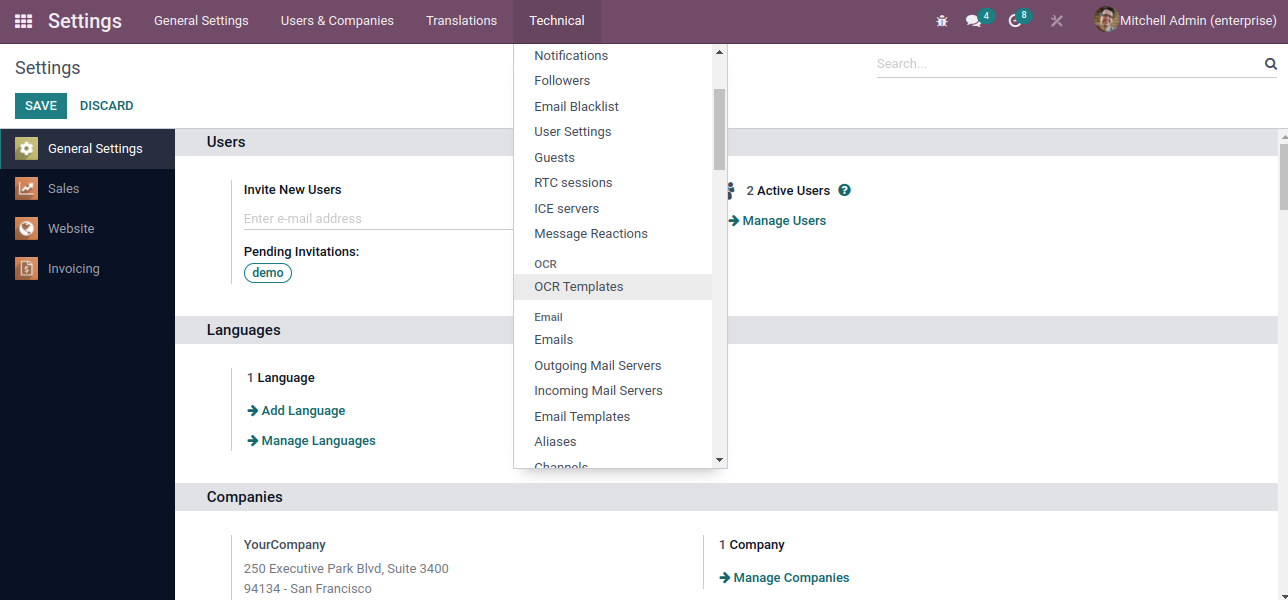 Settings General Settings Users & Companies Translations Technical 4 8 Mitchell Admin (enterprise)
Settings
Search...
SAVE DISCARD
General Settings
Sales
Website
Invoicing
Notifications
Followers
Email Blacklist
User Settings
Guests
RTC sessions
ICE servers
Message Reactions
OCR
OCR Templates
Email
Emails
Outgoing Mail Servers
Incoming Mail Servers
Email Templates
Aliases
Channels
Users
Invite New Users
Enter e-mail address
Pending Invitations:
demo
2 Active Users ?
Manage Users
Languages
1 Language
Add Language
Manage Languages
Companies
YourCompany
250 Executive Park Blvd, Suite 3400
94134 - San Francisco
1 Company
Manage Companies